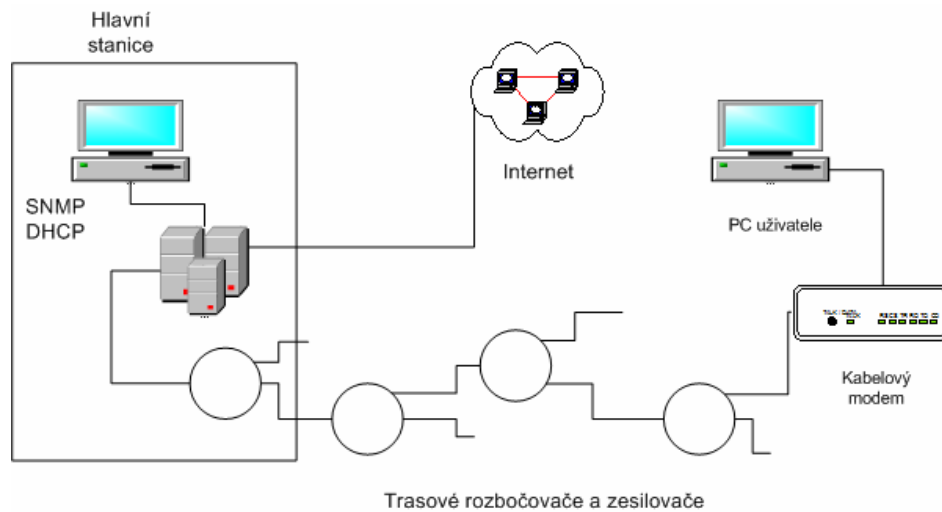 Hlavní
stanice
SNMP
DHCP
Internet
PC uživatele
Kabelový
modem
Trasové rozbočovače a zesilovače